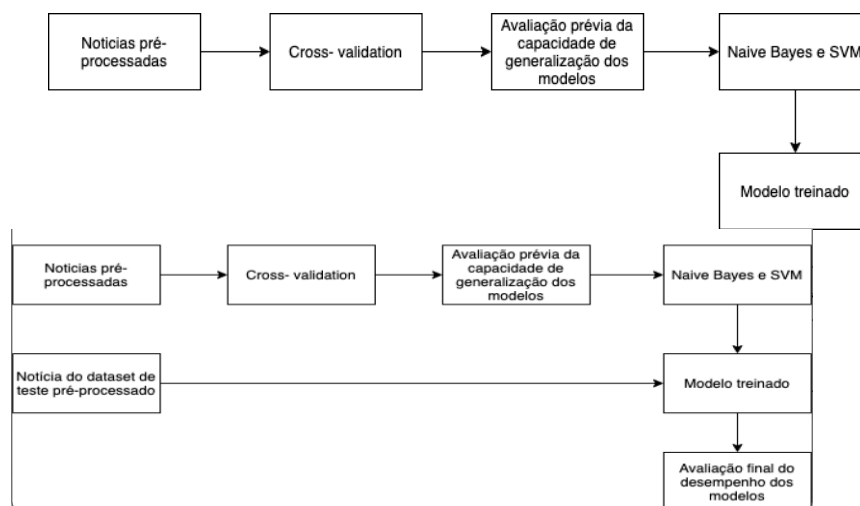 Noticias pré-
processadas
Cross- validation
Avaliação prévia da
capacidade de
generalização dos
modelos
Naive Bayes e SVM
Modelo treinado
Noticias pré-
processadas
Cross- validation
Avaliação prévia da
capacidade de
generalização dos
modelos
Naive Bayes e SVM
Notícia do dataset de
teste pré-processado
Modelo treinado
Avaliação final do
desempenho dos
modelos